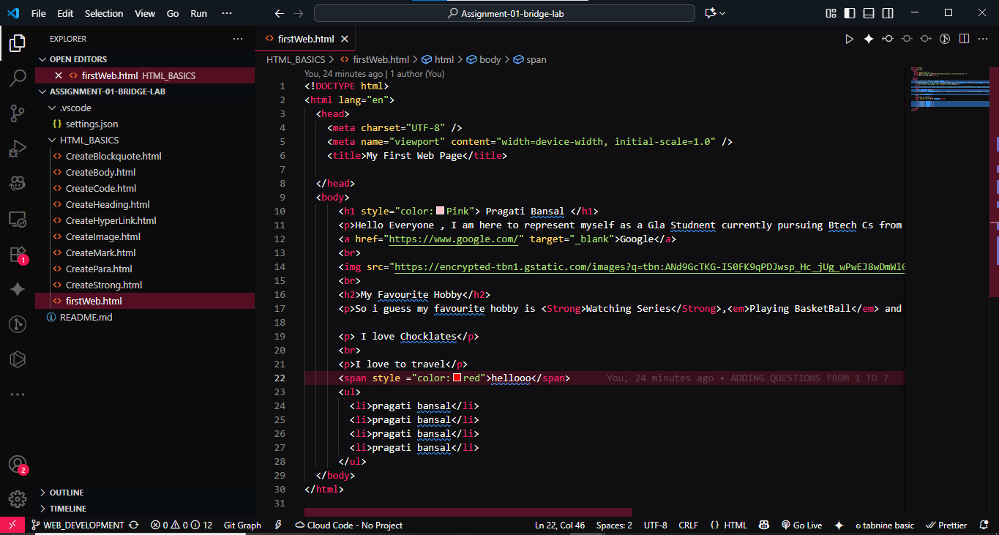 File Edit Selection View Go Run ··· Assignment-01-bridge-lab
EXPLORER
OPEN EDITORS
firstWeb.html HTML_BASICS
ASSIGNMENT-01-BRIDGE-LAB
.vscode
{} settings.json
HTML_BASICS
<> CreateBlockquote.html
<> CreateBody.html
<> CreateCode.html
<> CreateHeading.html
<> CreateHyperLink.html
<> CreateImage.html
<> CreateMark.html
<> CreatePara.html
<> CreateStrong.html
<> firstWeb.html
README.md
OUTLINE
TIMELINE
1
2
<> firstWeb.html
HTML_BASICS > <> firstWeb.html > html > body > span
You, 24 minutes ago | 1 author (You)
1 <!DOCTYPE html>
2 <html lang="en">
3 <head>
4 <meta charset="UTF-8" />
5 <meta name="viewport" content="width=device-width, initial-scale=1.0" />
6 <title>My First Web Page</title>
7
8 </head>
9 <body>
10 <h1 style="color:Pink"> Pragati Bansal </h1>
11 <p>Hello Everyone , I am here to represent myself as a Gla Studnent currently pursuing Btech Cs from
12 <a href="https://www.google.com/" target="_blank">Google</a>
13 <br>
14 <img src="https://encrypted-tbn1.gstatic.com/images?q=tbn:ANd9GcTKG-I50FK9qPDJwsp_Hc_jUg_wPwEJ8wDmWl0
15 <br>
16 <h2>My Favourite Hobby</h2>
17 <p>So i guess my favourite hobby is <Strong>Watching Series</Strong>,<em>Playing BasketBall</em> and
18
19 <p> I love Chocklates</p>
20 <br>
21 <p>I love to travel</p>
22 <span style ="color:red">hellooo</span> You, 24 minutes ago • ADDING QUESTIONS FROM 1 TO 7
23 <ul>
24 <li>pragati bansal</li>
25 <li>pragati bansal</li>
26 <li>pragati bansal</li>
27 <li>pragati bansal</li>
28 </ul>
29 </body>
30 </html>
31
WEB_DEVELOPMENT 0 0 12 Git Graph Cloud Code - No Project Ln 22, Col 46 Spaces: 2 UTF-8 CRLF {} HTML Go Live tabnine basic Prettier